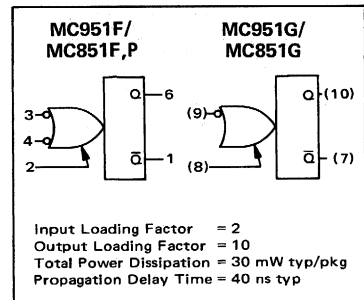 MC951F/ MC951G/
MC851F,P MC851G
Q 6 Q (10)
3 (9)
4
2 Q̅ 1 (8) Q̅ (7)
Input Loading Factor = 2
Output Loading Factor = 10
Total Power Dissipation = 30 mW typ/pkg
Propagation Delay Time = 40 ns typ